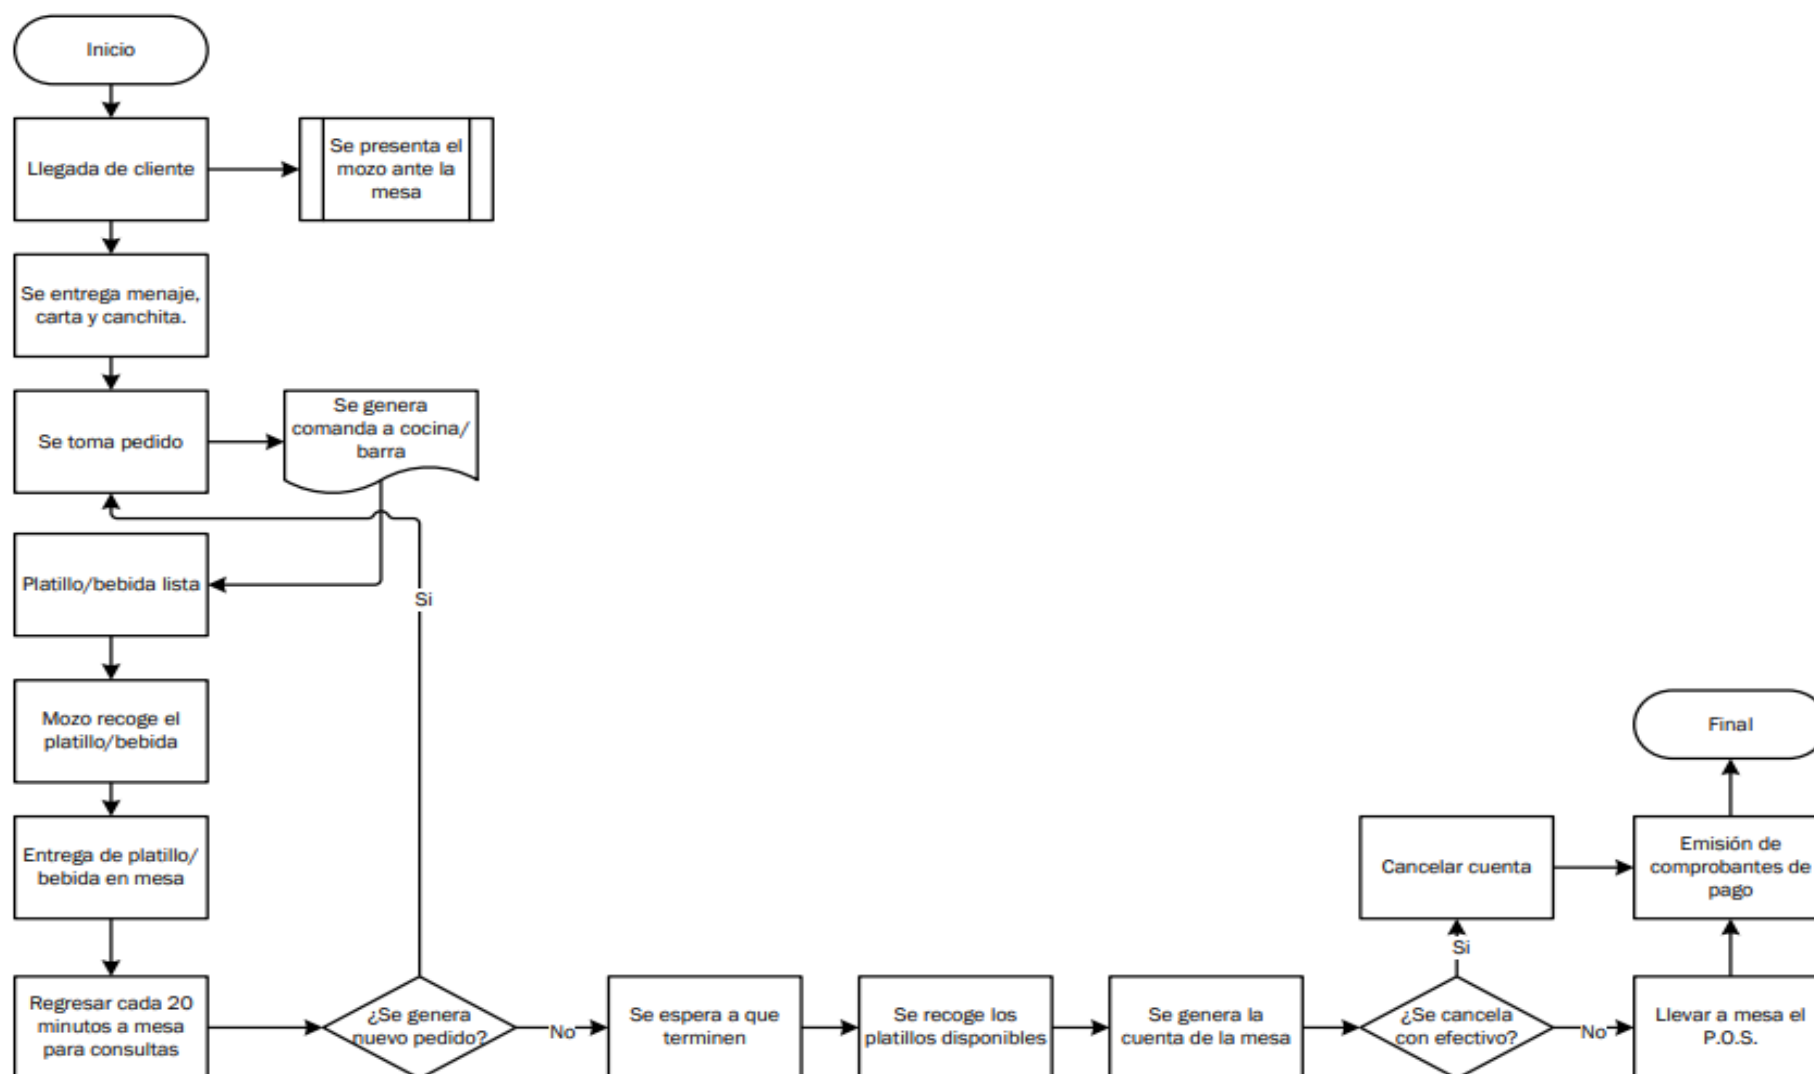 Inicio
Llegada de cliente
Se presenta el
mozo ante la
mesa
Se entrega menaje,
carta y canchita.
Se toma pedido
Se genera
comanda a cocina/
barra
Platillo/bebida lista
Si
Mozo recoge el
platillo/bebida
Entrega de platillo/
bebida en mesa
Regresar cada 20
minutos a mesa
para consultas
¿Se genera
nuevo pedido?
No
Se espera a que
terminen
Se recoge los
platillos disponibles
Se genera la
cuenta de la mesa
¿Se cancela
con efectivo?
Si
Cancelar cuenta
No
Llevar a mesa el
P.O.S.
Emisión de
comprobantes de
pago
Final